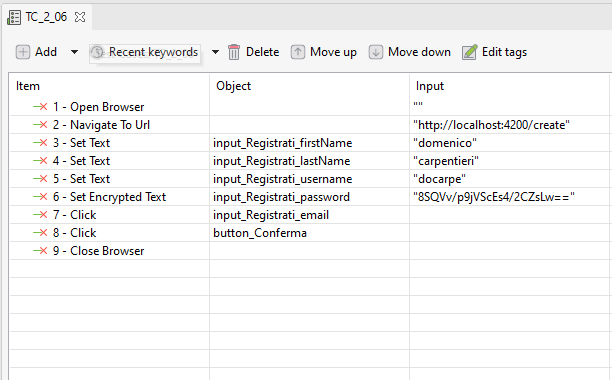 TC_2_06
Add Recent keywords Delete Move up Move down Edit tags
Item Object Input
1 - Open Browser ""
2 - Navigate To Url "http://localhost:4200/create"
3 - Set Text input_Registrati_firstName "domenico"
4 - Set Text input_Registrati_lastName "carpentieri"
5 - Set Text input_Registrati_username "docarpe"
6 - Set Encrypted Text input_Registrati_password "8SQVv/p9jVScEs4/2CZsLw=="
7 - Click input_Registrati_email
8 - Click button_Conferma
9 - Close Browser